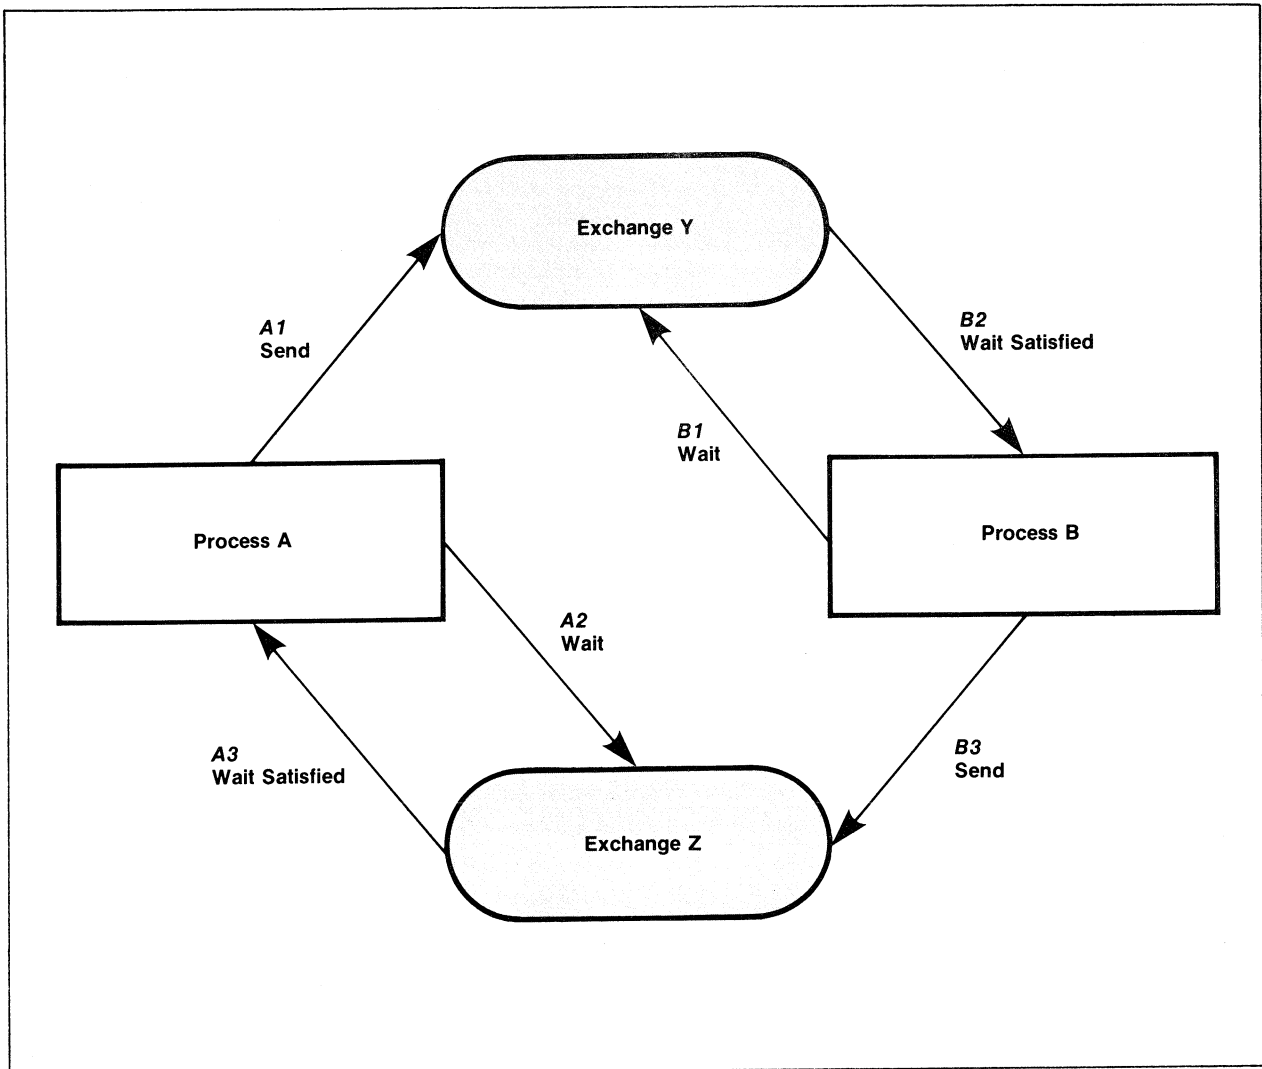 Exchange Y
A1
Send
B2
Wait Satisfied
B1
Wait
Process A
Process B
A2
Wait
A3
Wait Satisfied
B3
Send
Exchange Z